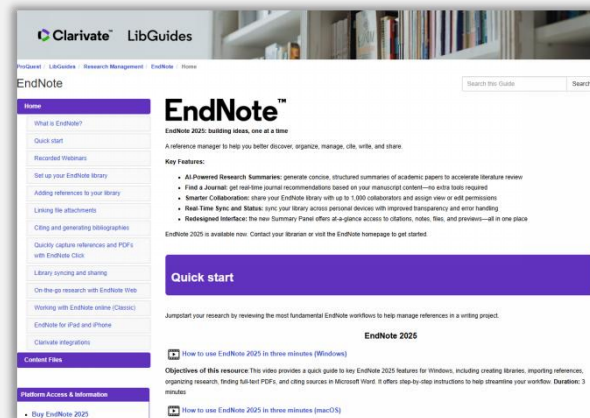 Clarivate™ LibGuides
ProQuest / LibGuides / Research Management / EndNote / Home
EndNote
Search this Guide
Search
Home
What is EndNote?
Quick start
Recorded Webinars
Set up your EndNote library
Adding references to your library
Linking file attachments
Citing and generating bibliographies
Quickly capture references and PDFs
with EndNote Click
Library syncing and sharing
On-the-go research with EndNote Web
Working with EndNote online (Classic)
EndNote for iPad and iPhone
Clarivate integrations
Content Files
Platform Access & Information
• Buy EndNote 2025
EndNote™
EndNote 2025: building ideas, one at a time
A reference manager to help you better discover, organize, manage, cite, write, and share.
Key Features:
• AI-Powered Research Summaries: generate concise, structured summaries of academic papers to accelerate literature review
• Find a Journal: get real-time journal recommendations based on your manuscript content—no extra tools required
• Smarter Collaboration: share your EndNote library with up to 1,000 collaborators and assign view or edit permissions
• Real-Time Sync and Status: sync your library across personal devices with improved transparency and error handling
• Redesigned Interface: the new Summary Panel offers at-a-glance access to citations, notes, files, and previews—all in one place
EndNote 2025 is available now. Contact your librarian or visit the EndNote homepage to get started.
Quick start
Jumpstart your research by reviewing the most fundamental EndNote workflows to help manage references in a writing project.
EndNote 2025
How to use EndNote 2025 in three minutes (Windows)
Objectives of this resource: This video provides a quick guide to key EndNote 2025 features for Windows, including creating libraries, importing references,
organizing research, finding full-text PDFs, and citing sources in Microsoft Word. It offers step-by-step instructions to help streamline your workflow. Duration: 3
minutes
How to use EndNote 2025 in three minutes (macOS)